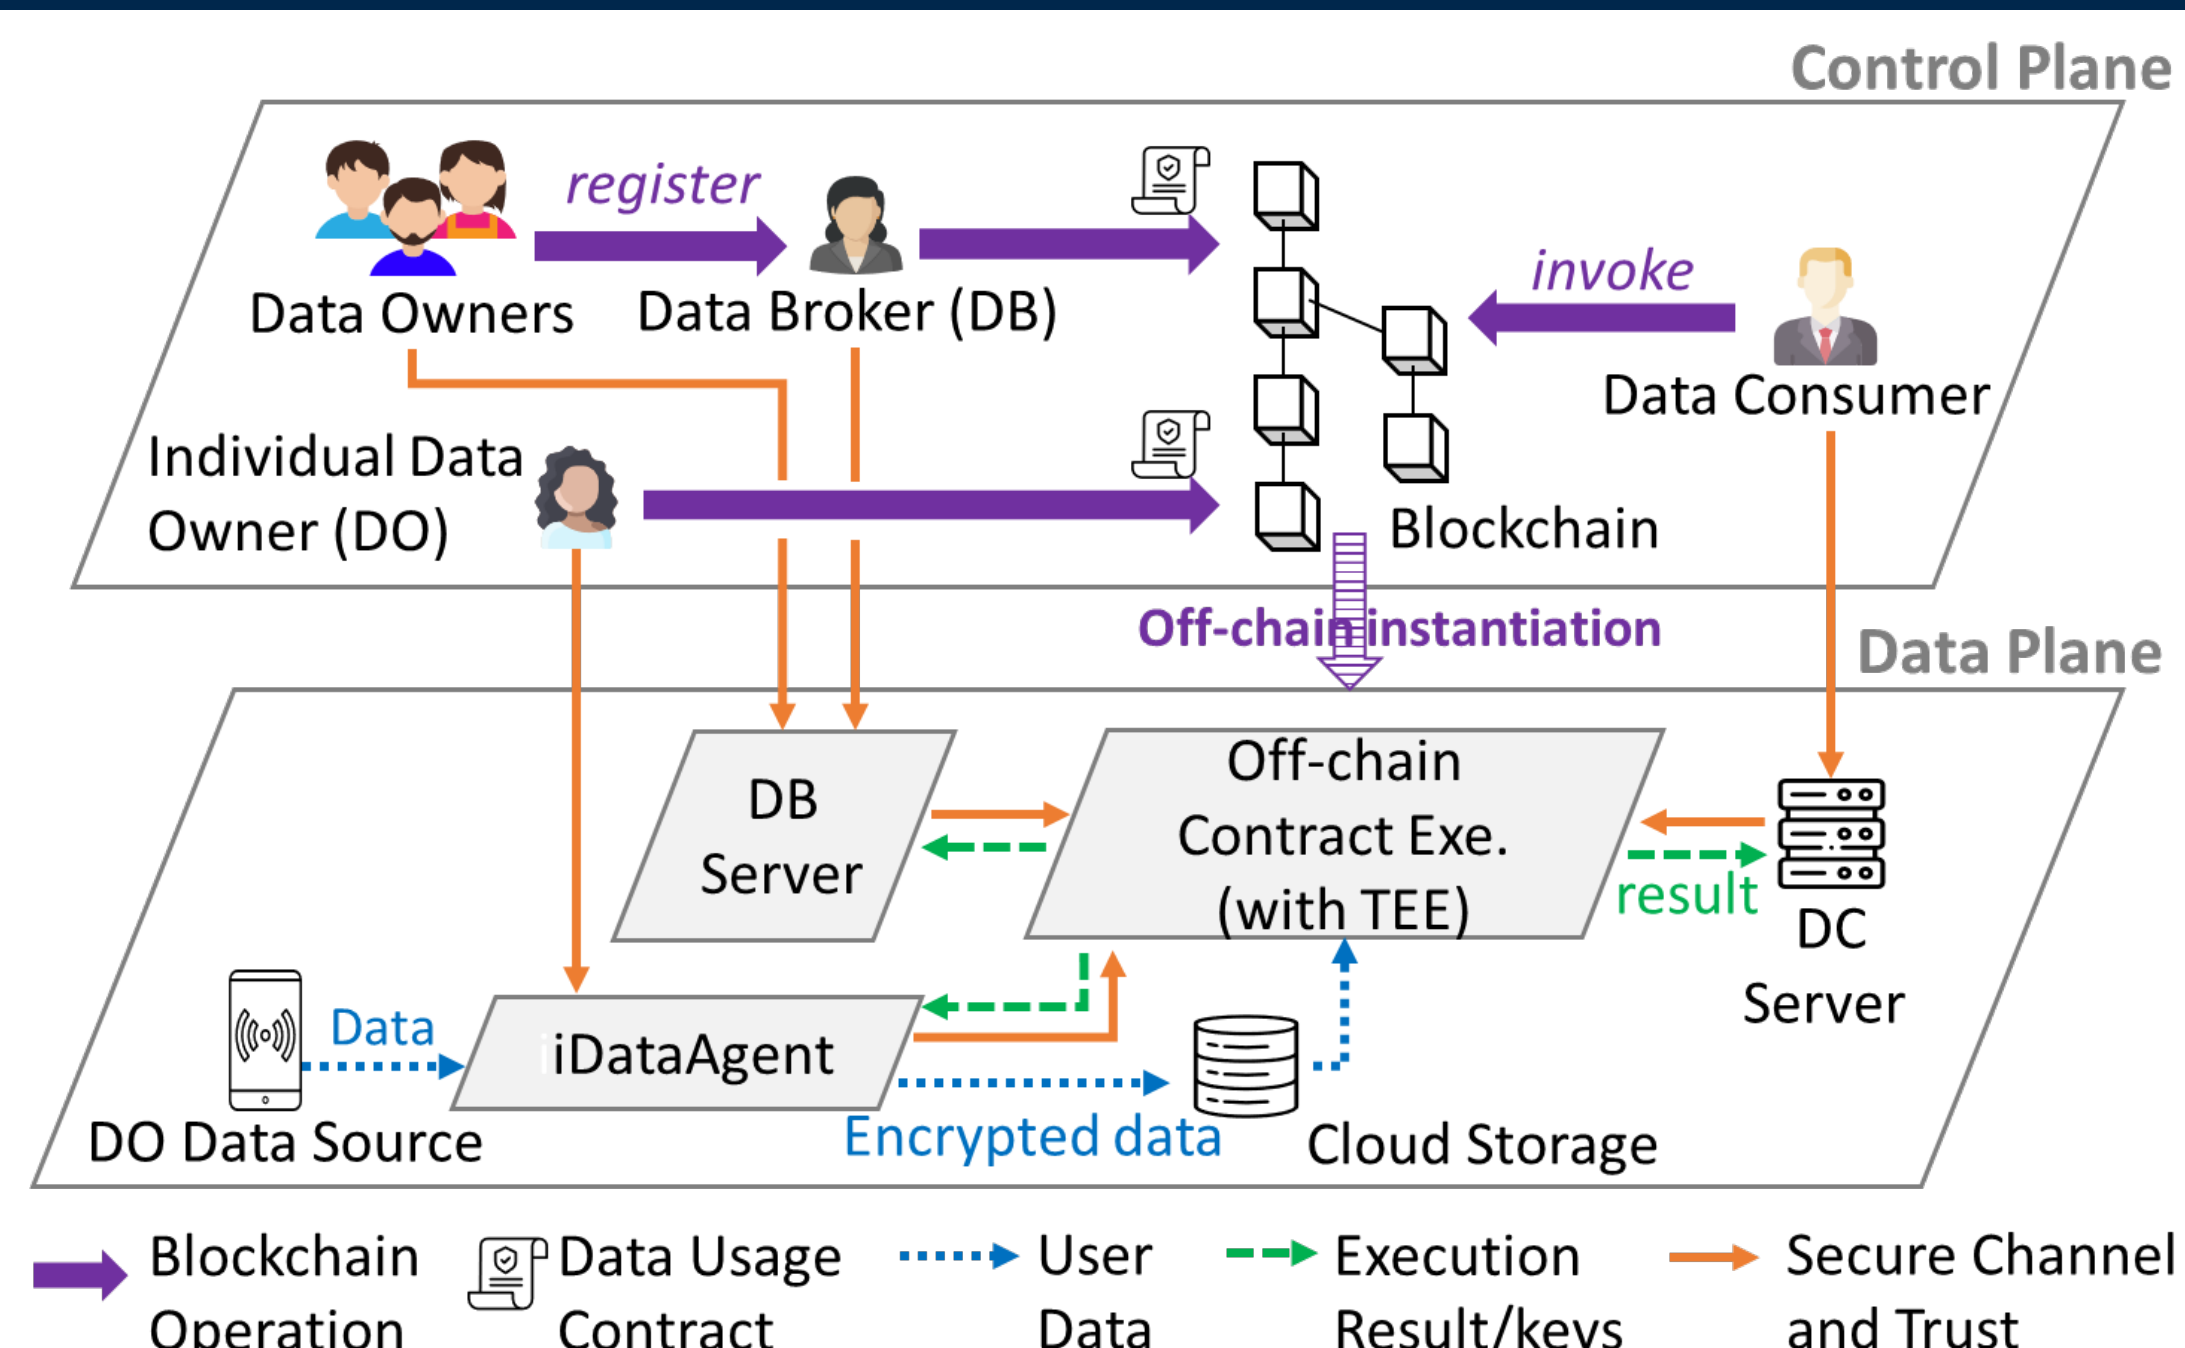 Control Plane
register
invoke
Data Owners
Data Broker (DB)
Data Consumer
Individual Data
Owner (DO)
Blockchain
Off-chain instantiation
Data Plane
DB
Server
Off-chain
Contract Exe.
(with TEE)
result
DC
Server
Data
iDataAgent
DO Data Source
Encrypted data
Cloud Storage
Blockchain
Operation
Data Usage
Contract
User
Data
Execution
Result/keys
Secure Channel
and Trust